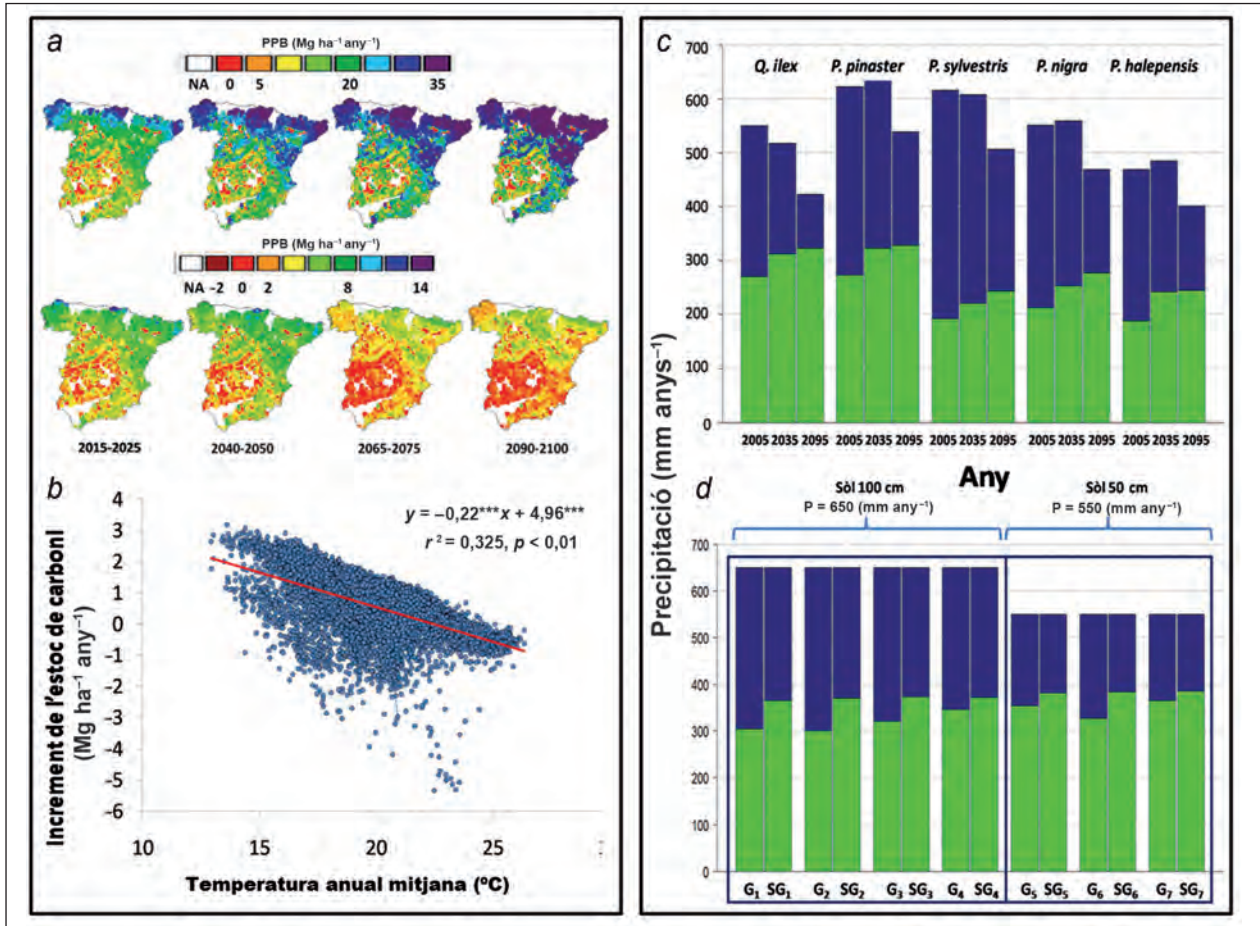 a
PPB (Mg ha⁻¹ any⁻¹)
NA 0 5 20 35
PPB (Mg ha⁻¹ any⁻¹)
NA -2 0 2 8 14
2015-2025 2040-2050 2065-2075 2090-2100
b
y = –0,22***x + 4,96***
r² = 0,325, p < 0,01
Increment de l'estoc de carboni
(Mg ha⁻¹ any⁻¹)
4
3
2
1
0
-1
-2
-3
-4
-5
-6
10 15 20 25
Temperatura anual mitjana (ºC)
c
Q. ilex P. pinaster P. sylvestris P. nigra P. halepensis
700
600
500
400
300
200
100
0
2005 2035 2095 2005 2035 2095 2005 2035 2095 2005 2035 2095 2005 2035 2095
Any
Precipitació (mm anys⁻¹)
d
Sòl 100 cm
P = 650 (mm any⁻¹)
Sòl 50 cm
P = 550 (mm any⁻¹)
700
600
500
400
300
200
100
0
G₁ SG₁ G₂ SG₂ G₃ SG₃ G₄ SG₄ G₅ SG₅ G₆ SG₆ G₇ SG₇